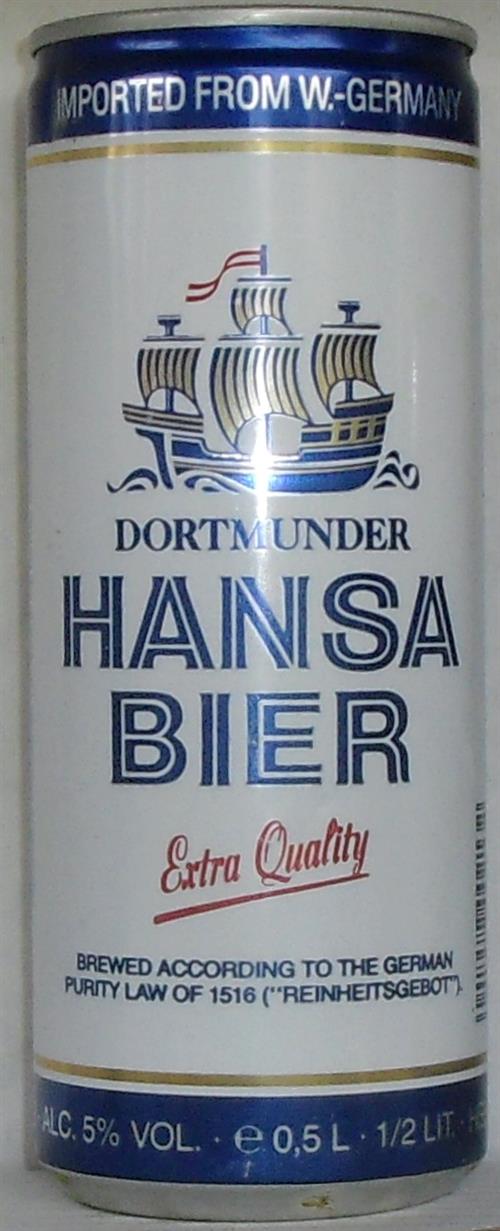 IMPORTED FROM W.-GERMANY
DORTMUNDER
HANSA
BIER
Extra Quality
BREWED ACCORDING TO THE GERMAN
PURITY LAW OF 1516 ("REINHEITSGEBOT").
ALC. 5% VOL. · e 0,5 L · 1/2 LIT. ·